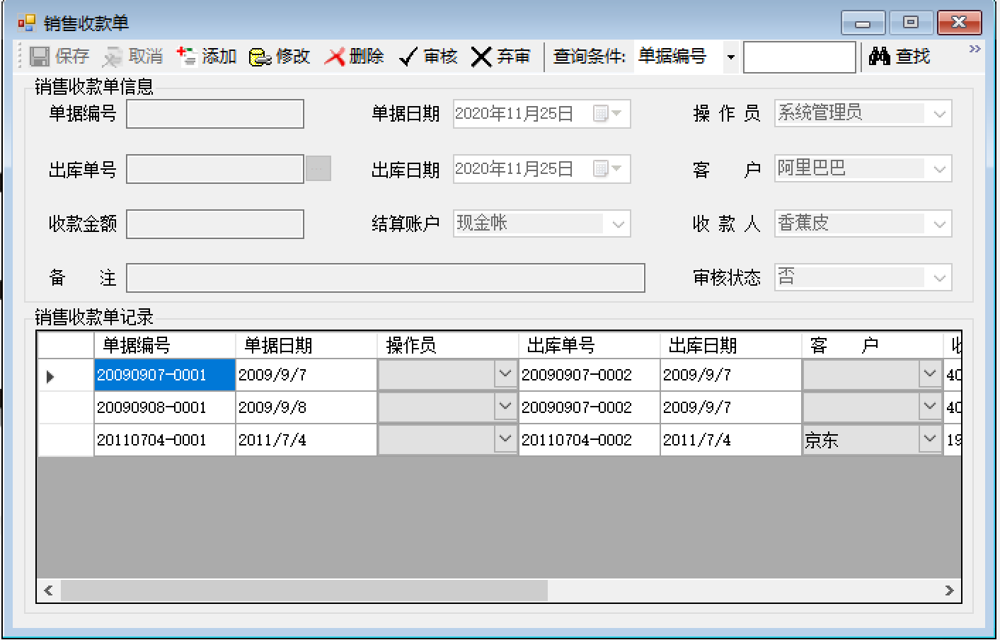 销售收款单
保存 取消 添加 修改 删除 审核 弃审 查询条件: 单据编号 查找
销售收款单信息
单据编号 单据日期 2020年11月25日 操 作 员 系统管理员
出库单号 ... 出库日期 2020年11月25日 客 户 阿里巴巴
收款金额 结算账户 现金帐 收 款 人 香蕉皮
备 注 审核状态 否
销售收款单记录
单据编号 单据日期 操作员 出库单号 出库日期 客 户
20090907-0001 2009/9/7 20090907-0002 2009/9/7 40
20090908-0001 2009/9/8 20090907-0002 2009/9/7 40
20110704-0001 2011/7/4 20110704-0002 2011/7/4 京东 19